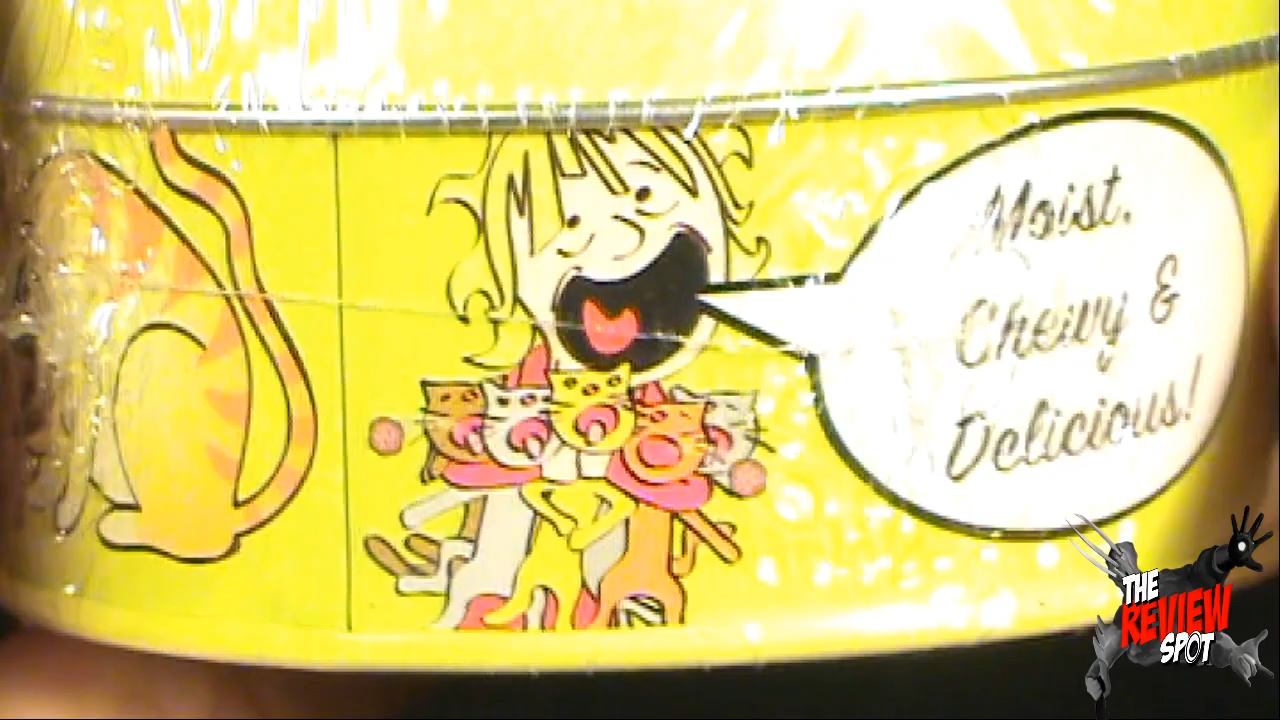 Moist,
Chewy &
Delicious!
THE
REVIEW
SPOT